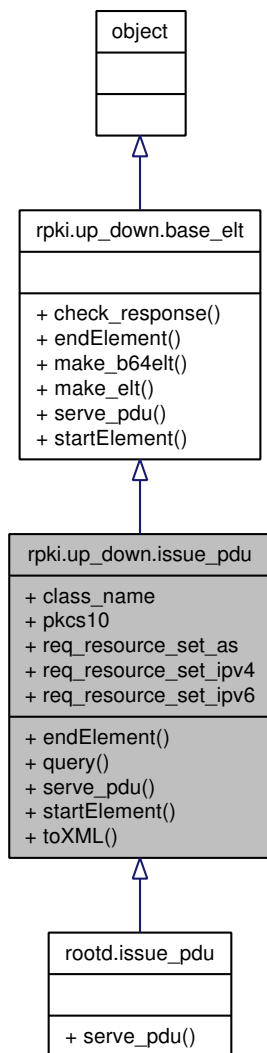 object
rpki.up_down.base_elt
+ check_response()
+ endElement()
+ make_b64elt()
+ make_elt()
+ serve_pdu()
+ startElement()
rpki.up_down.issue_pdu
+ class_name
+ pkcs10
+ req_resource_set_as
+ req_resource_set_ipv4
+ req_resource_set_ipv6
+ endElement()
+ query()
+ serve_pdu()
+ startElement()
+ toXML()
rootd.issue_pdu
+ serve_pdu()